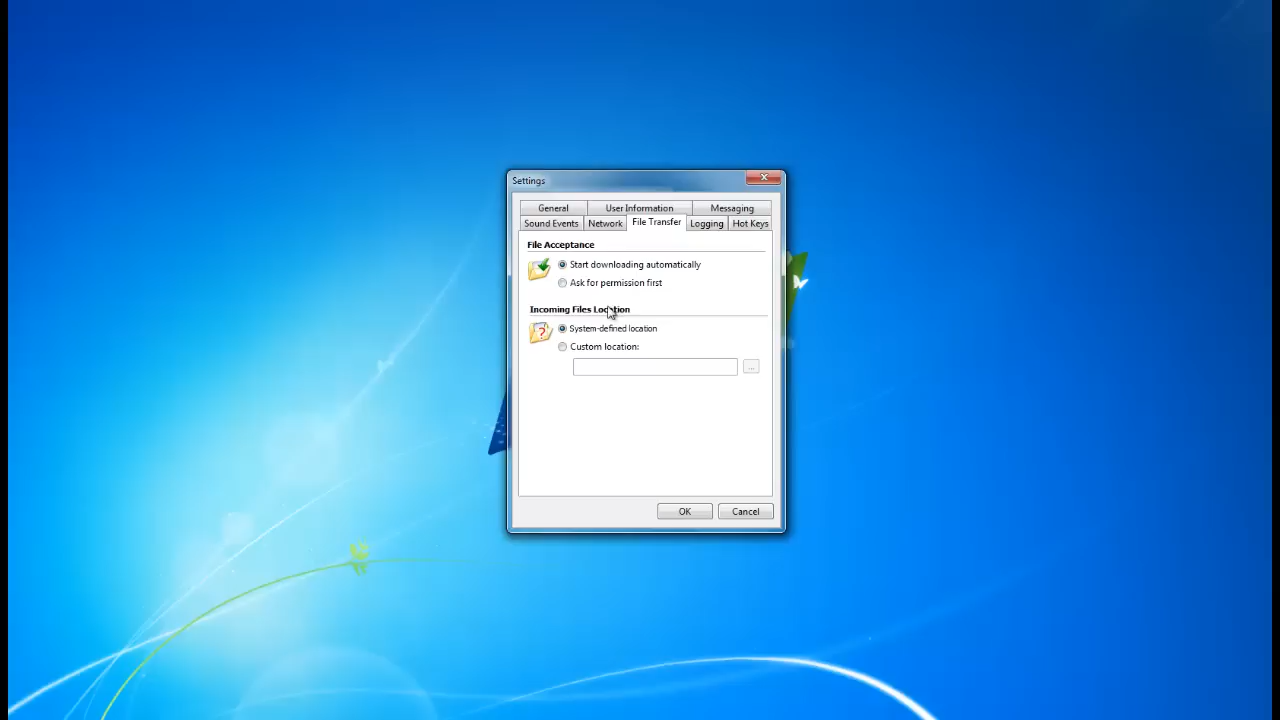 Settings
General User Information Messaging
Sound Events Network File Transfer Logging Hot Keys
File Acceptance
Start downloading automatically
Ask for permission first
Incoming Files Location
System-defined location
Custom location:
...
OK Cancel